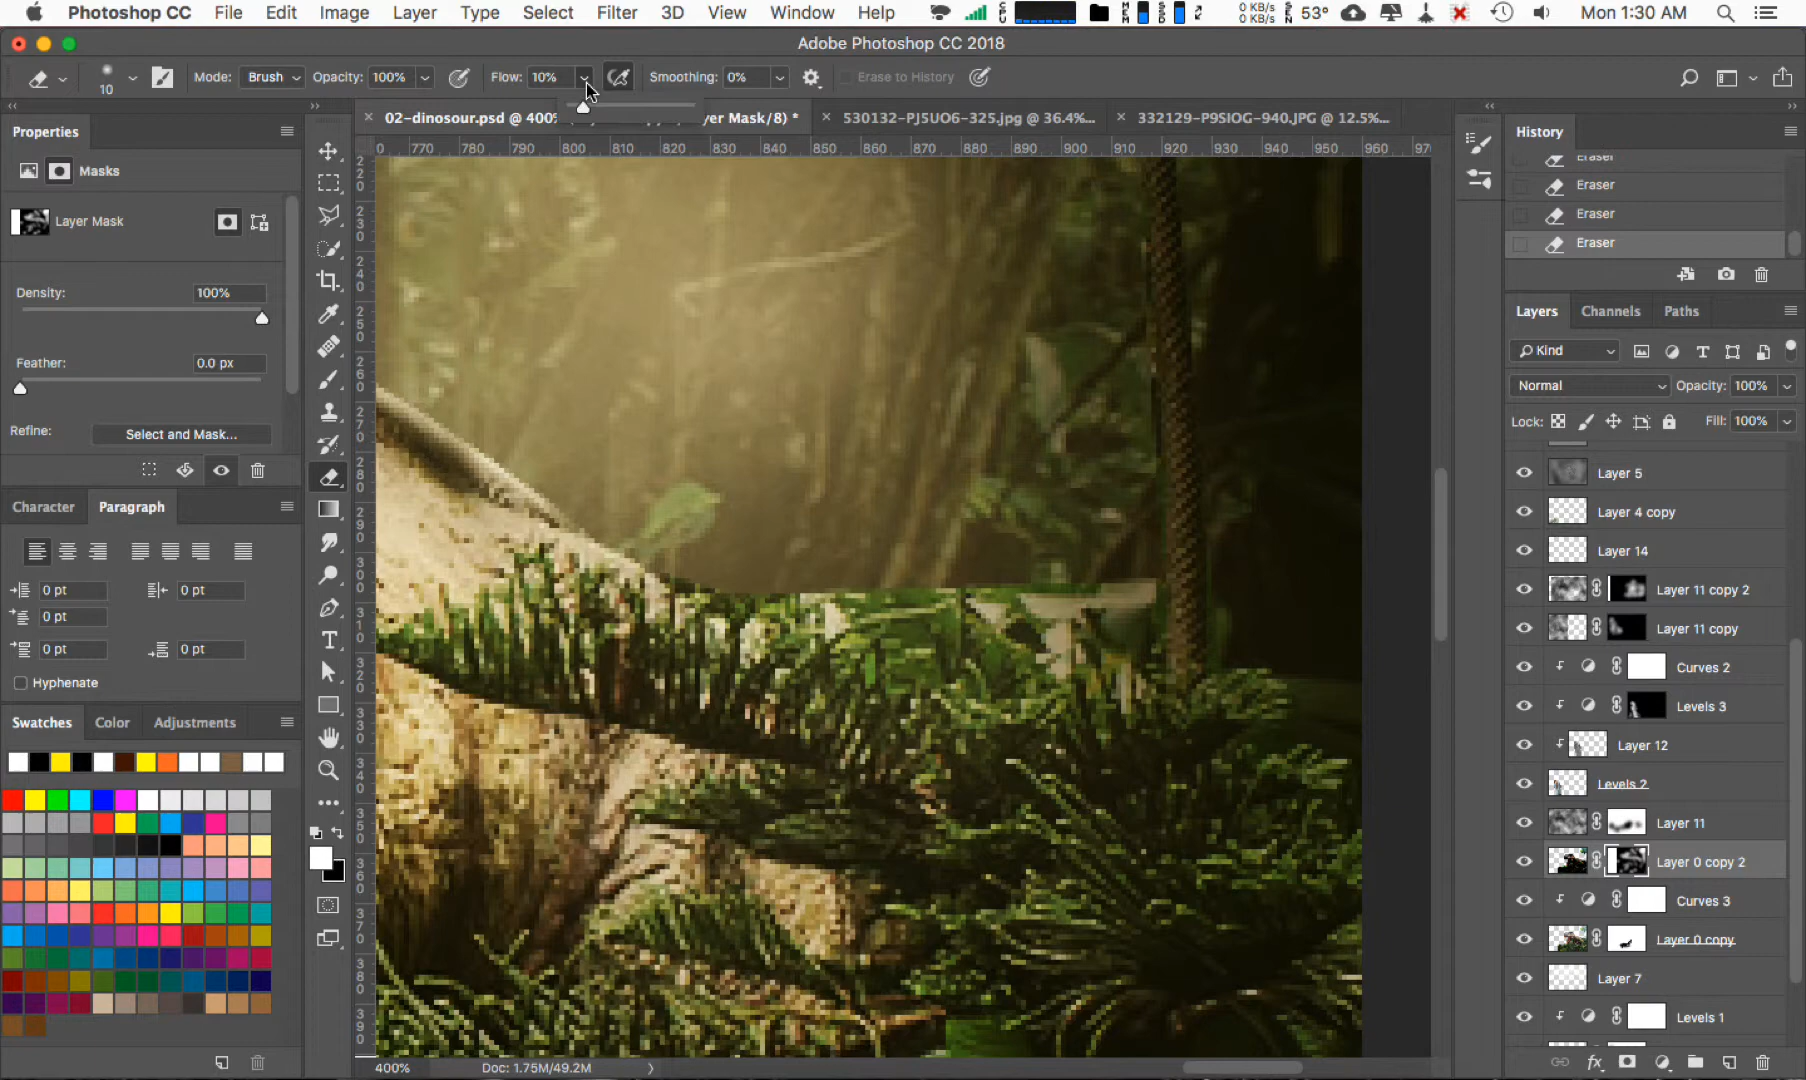 Photoshop CC File Edit Image Layer Type Select Filter 3D View Window Help 0 KB/s 0 KB/s 53° Mon 1:30 AM
Adobe Photoshop CC 2018
10 Mode: Brush Opacity: 100% Flow: 10% Smoothing: 0% Erase to History
02-dinosour.psd @ 400% yer Mask/8) * 530132-PJ5UO6-325.jpg @ 36.4%... 332129-P9SIOG-940.JPG @ 12.5%...
0 770 780 790 800 810 820 830 840 850 860 870 880 890 900 910 920 930 940 950 960 970
Properties
Masks
Layer Mask
Density: 100%
Feather: 0.0 px
Refine: Select and Mask...
Character Paragraph
0 pt 0 pt
0 pt
0 pt 0 pt
Hyphenate
Swatches Color Adjustments
History
Eraser
Eraser
Eraser
Eraser
Layers Channels Paths
Kind
Normal Opacity: 100%
Lock: Fill: 100%
Layer 5
Layer 4 copy
Layer 14
Layer 11 copy 2
Layer 11 copy
Curves 2
Levels 3
Layer 12
Levels 2
Layer 11
Layer 0 copy 2
Curves 3
Layer 0 copy
Layer 7
Levels 1
400% Doc: 1.75M/49.2M